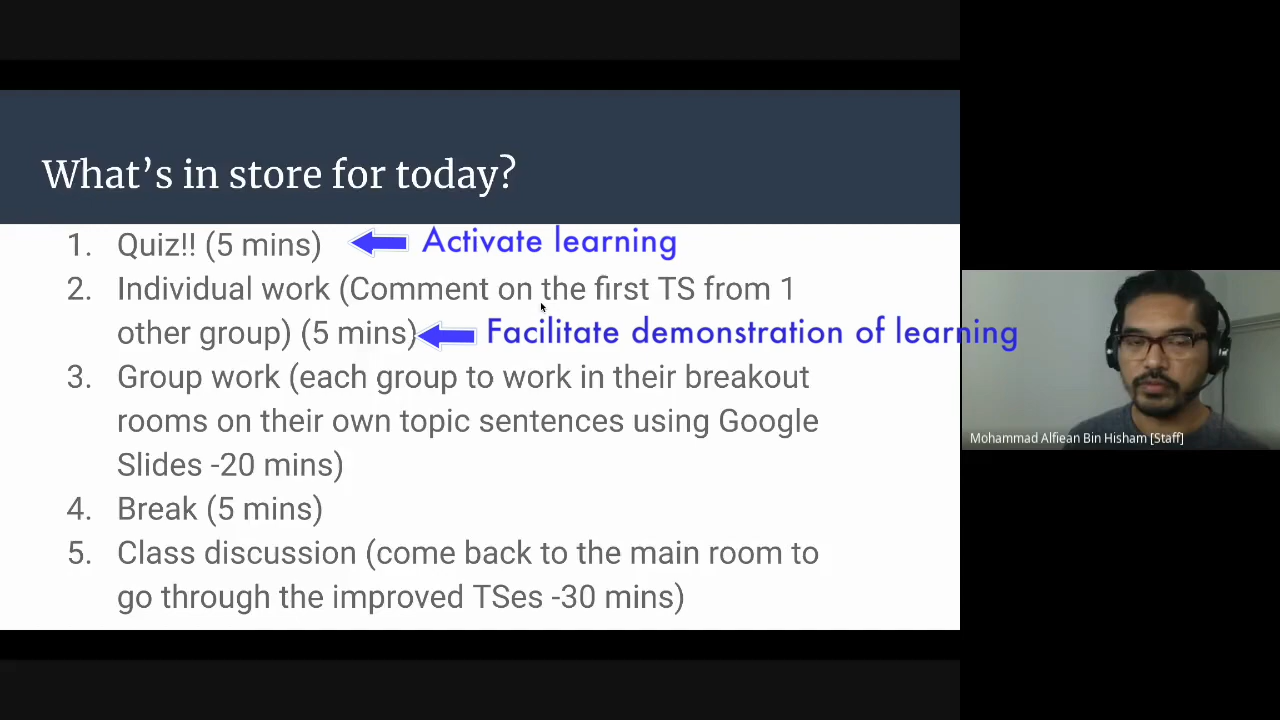 What's in store for today?
1. Quiz!! (5 mins)
Activate learning
2. Individual work (Comment on the first TS from 1
other group) (5 mins)
Facilitate demonstration of learning
3. Group work (each group to work in their breakout
rooms on their own topic sentences using Google
Slides -20 mins)
4. Break (5 mins)
5. Class discussion (come back to the main room to
go through the improved TSes -30 mins)
Mohammad Alfiean Bin Hisham [Staff]